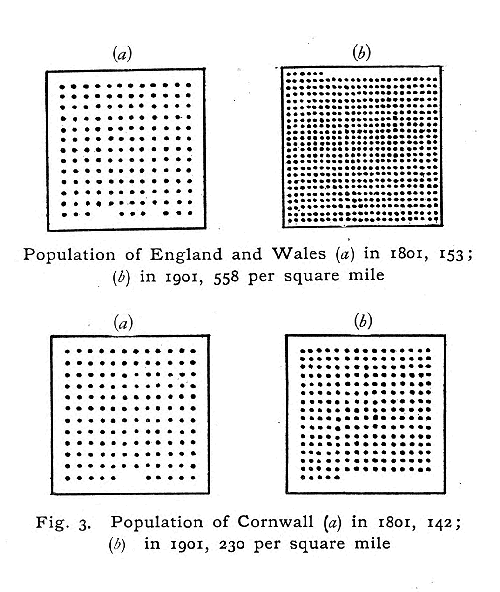 (a) (b)
Population of England and Wales (a) in 1801, 153;
(b) in 1901, 558 per square mile
(a) (b)
Fig. 3. Population of Cornwall (a) in 1801, 142;
(b) in 1901, 230 per square mile